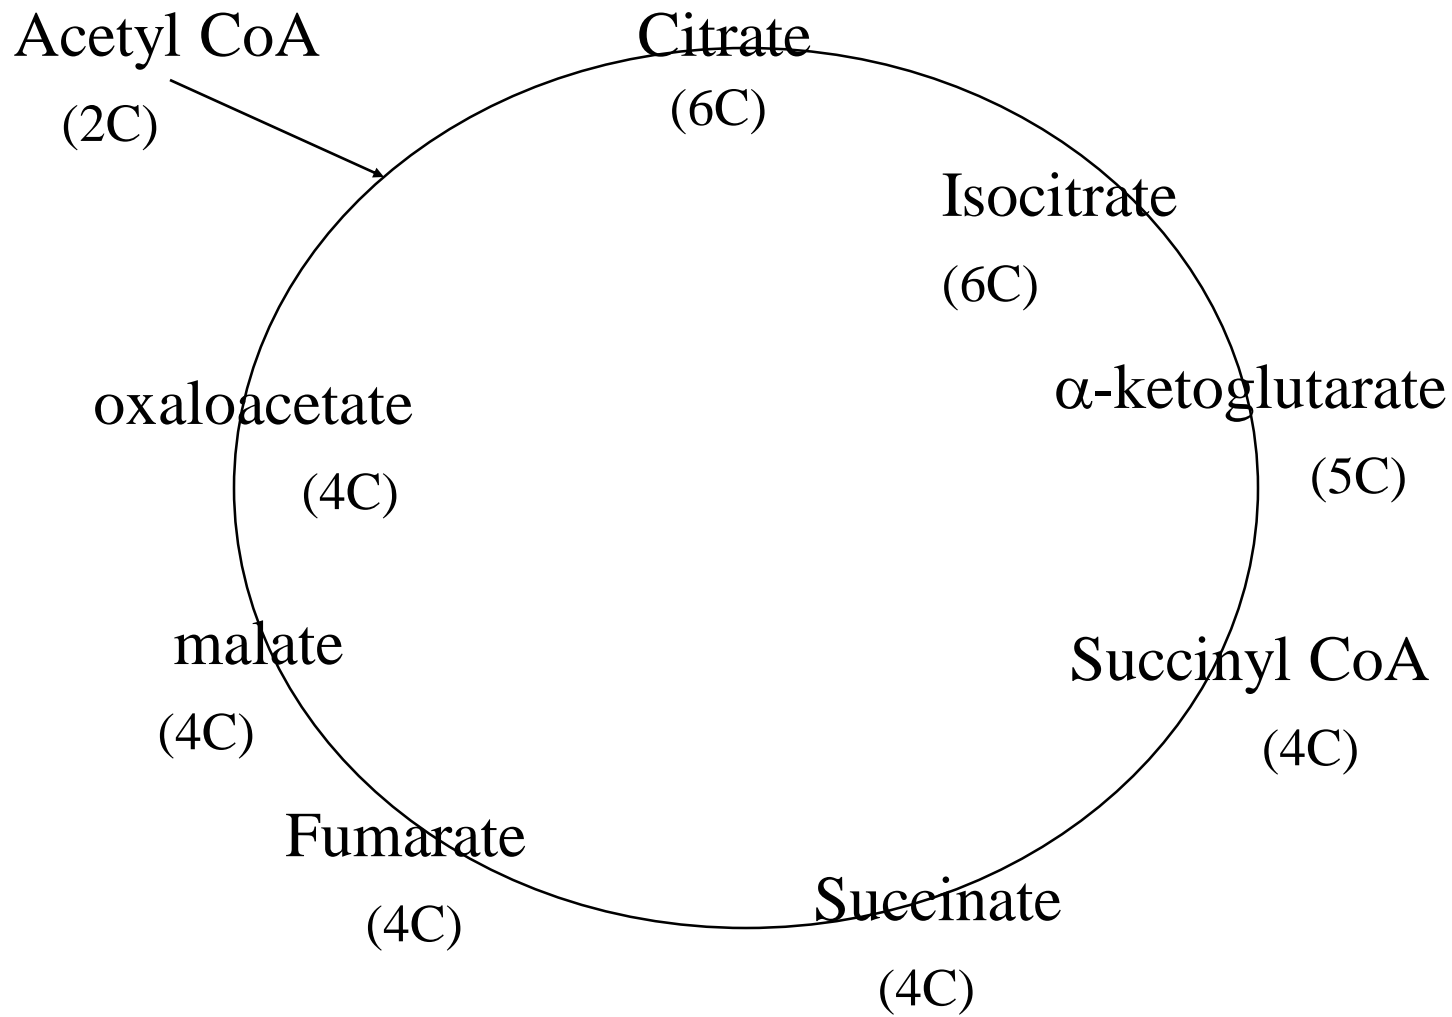 Acetyl CoA
(2C)
Citrate
(6C)
Isocitrate
(6C)
α-ketoglutarate
(5C)
Succinyl CoA
(4C)
Succinate
(4C)
Fumarate
(4C)
malate
(4C)
oxaloacetate
(4C)